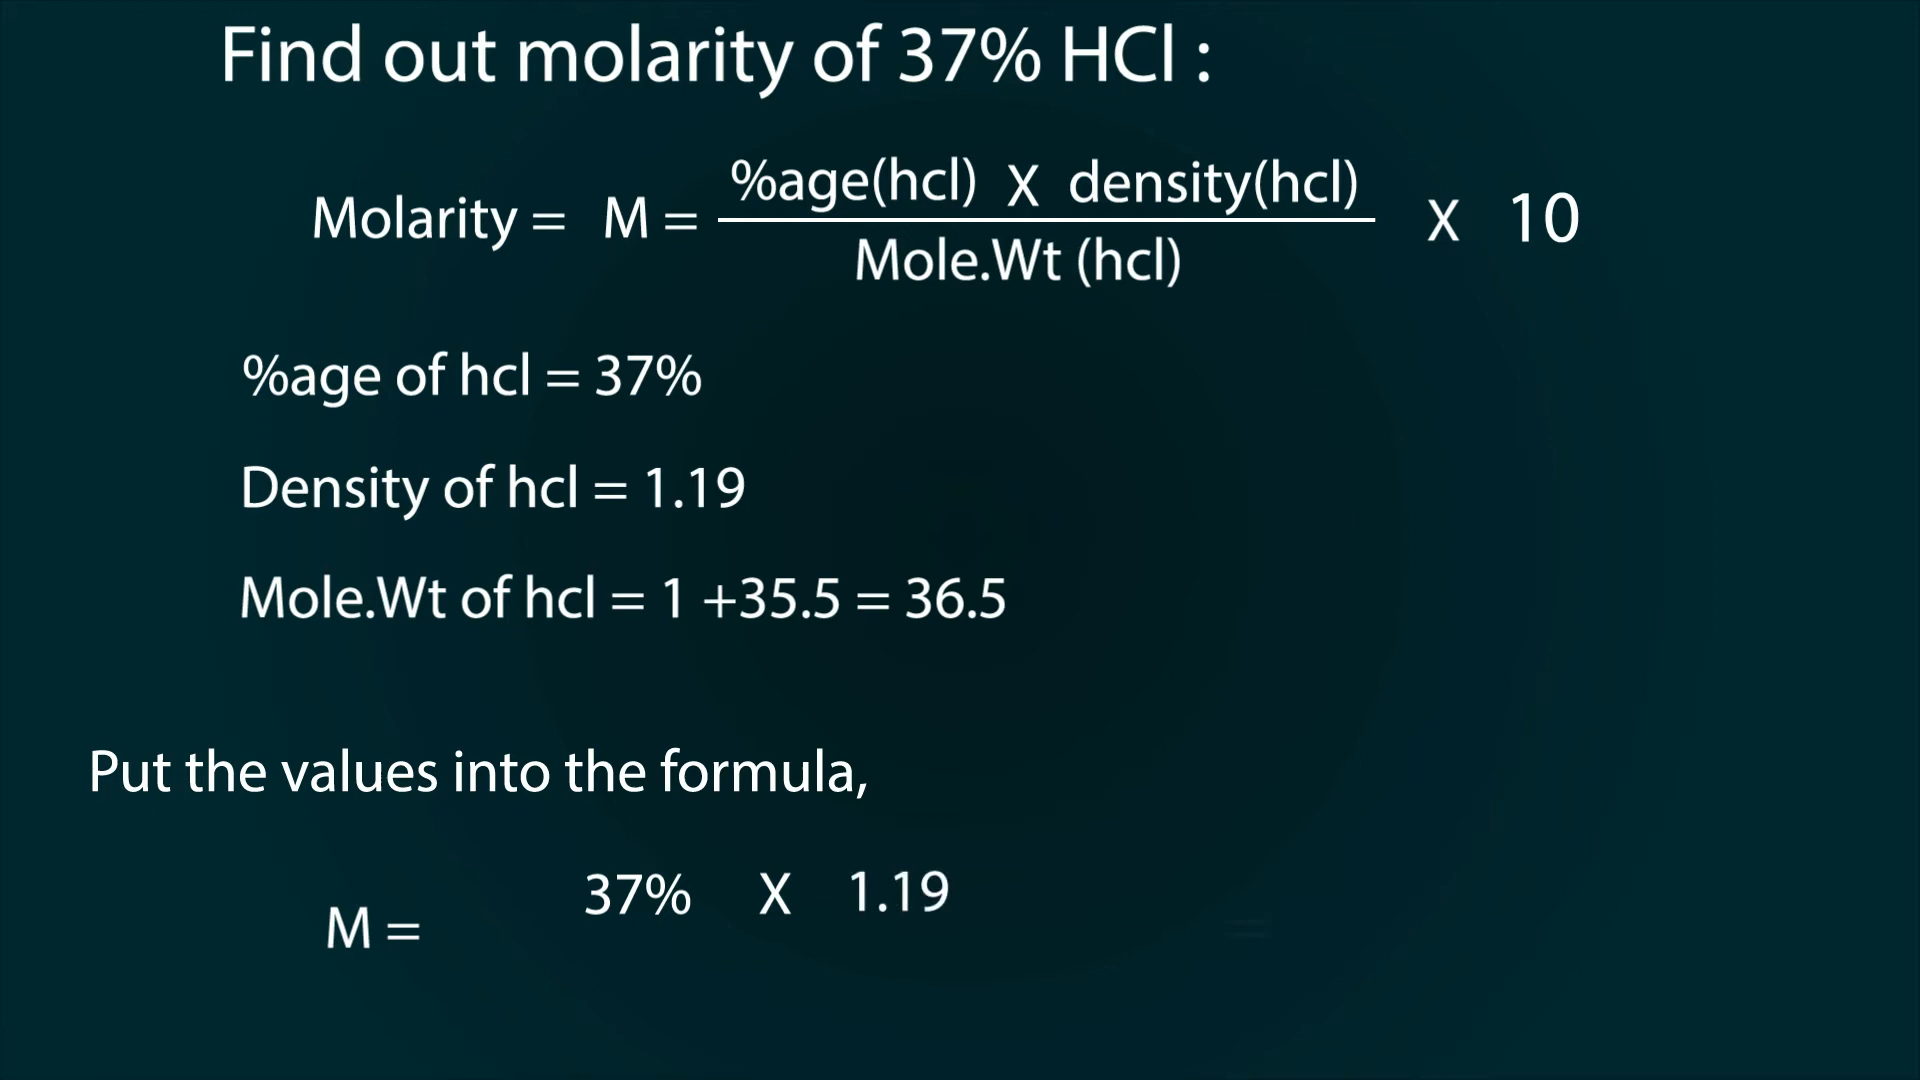 Find out molarity of 37% HCl :
%age(hcl) X density(hcl)
Molarity = M = X 10
Mole.Wt (hcl)
%age of hcl = 37%
Density of hcl = 1.19
Mole.Wt of hcl = 1 +35.5 = 36.5
Put the values into the formula,
37% X 1.19
M = =